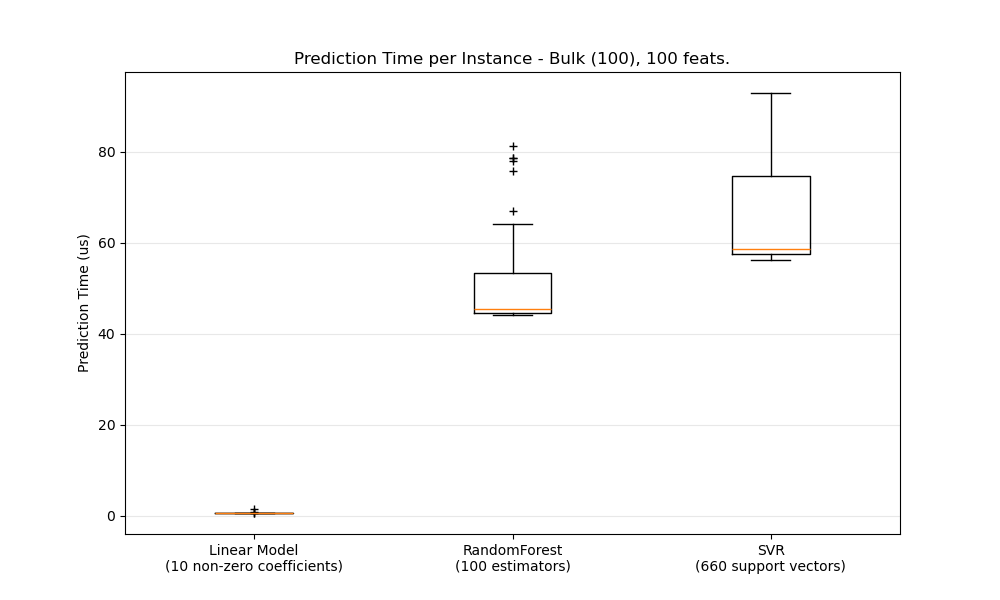 Prediction Time per Instance - Bulk (100), 100 feats.
80
60
40
20
0
Prediction Time (us)
Linear Model
(10 non-zero coefficients)
RandomForest
(100 estimators)
SVR
(660 support vectors)